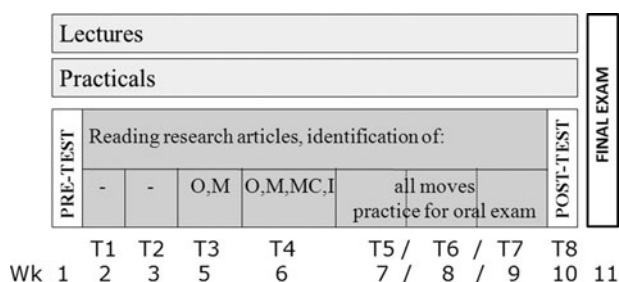 Lectures
Practicals
PRE-TEST
Reading research articles, identification of:
- - O,M O,M,MC,I all moves
practice for oral exam
POST-TEST
FINAL EXAM
T1 T2 T3 T4 T5 / T6 / T7 T8
Wk 1 2 3 5 6 7 / 8 / 9 10 11